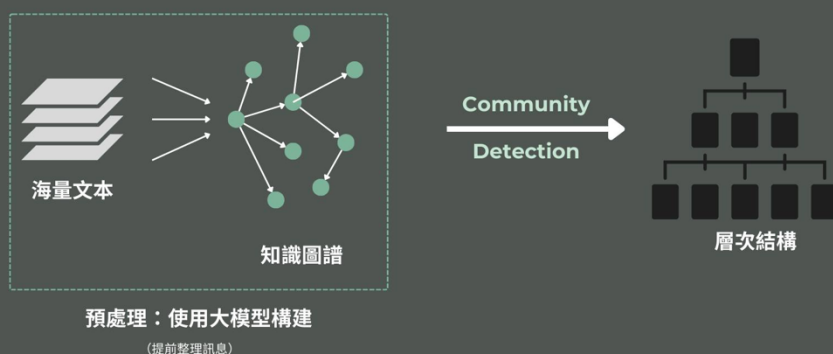 海量文本
知識圖譜
預處理：使用大模型構建
（提前整理訊息）
Community
Detection
層次結構